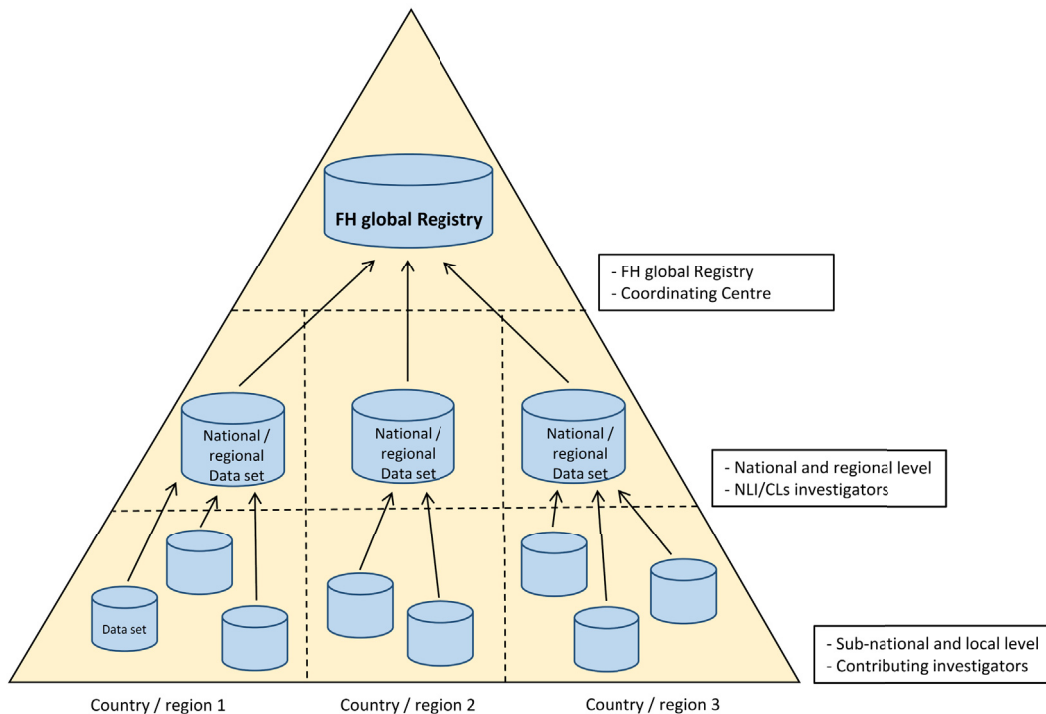 FH global Registry
- FH global Registry
- Coordinating Centre
National /
regional
Data set
National /
regional
Data set
National /
regional
Data set
- National and regional level
- NLI/CLs investigators
Data set
- Sub-national and local level
- Contributing investigators
Country / region 1
Country / region 2
Country / region 3